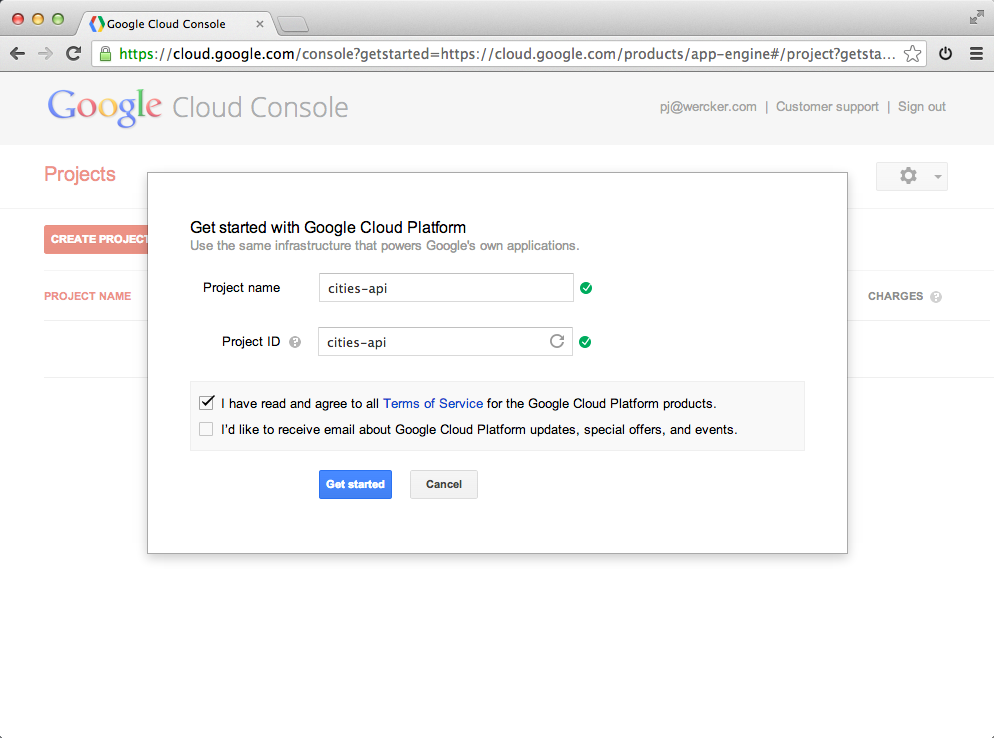 Google Cloud Console
https://cloud.google.com/console?getstarted=https://cloud.google.com/products/app-engine#/project?getsta...
Google Cloud Console
pj@wercker.com | Customer support | Sign out
Projects
CREATE PROJECT
PROJECT NAME
CHARGES ?
Get started with Google Cloud Platform
Use the same infrastructure that powers Google's own applications.
Project name cities-api
Project ID ? cities-api
I have read and agree to all Terms of Service for the Google Cloud Platform products.
I'd like to receive email about Google Cloud Platform updates, special offers, and events.
Get started Cancel